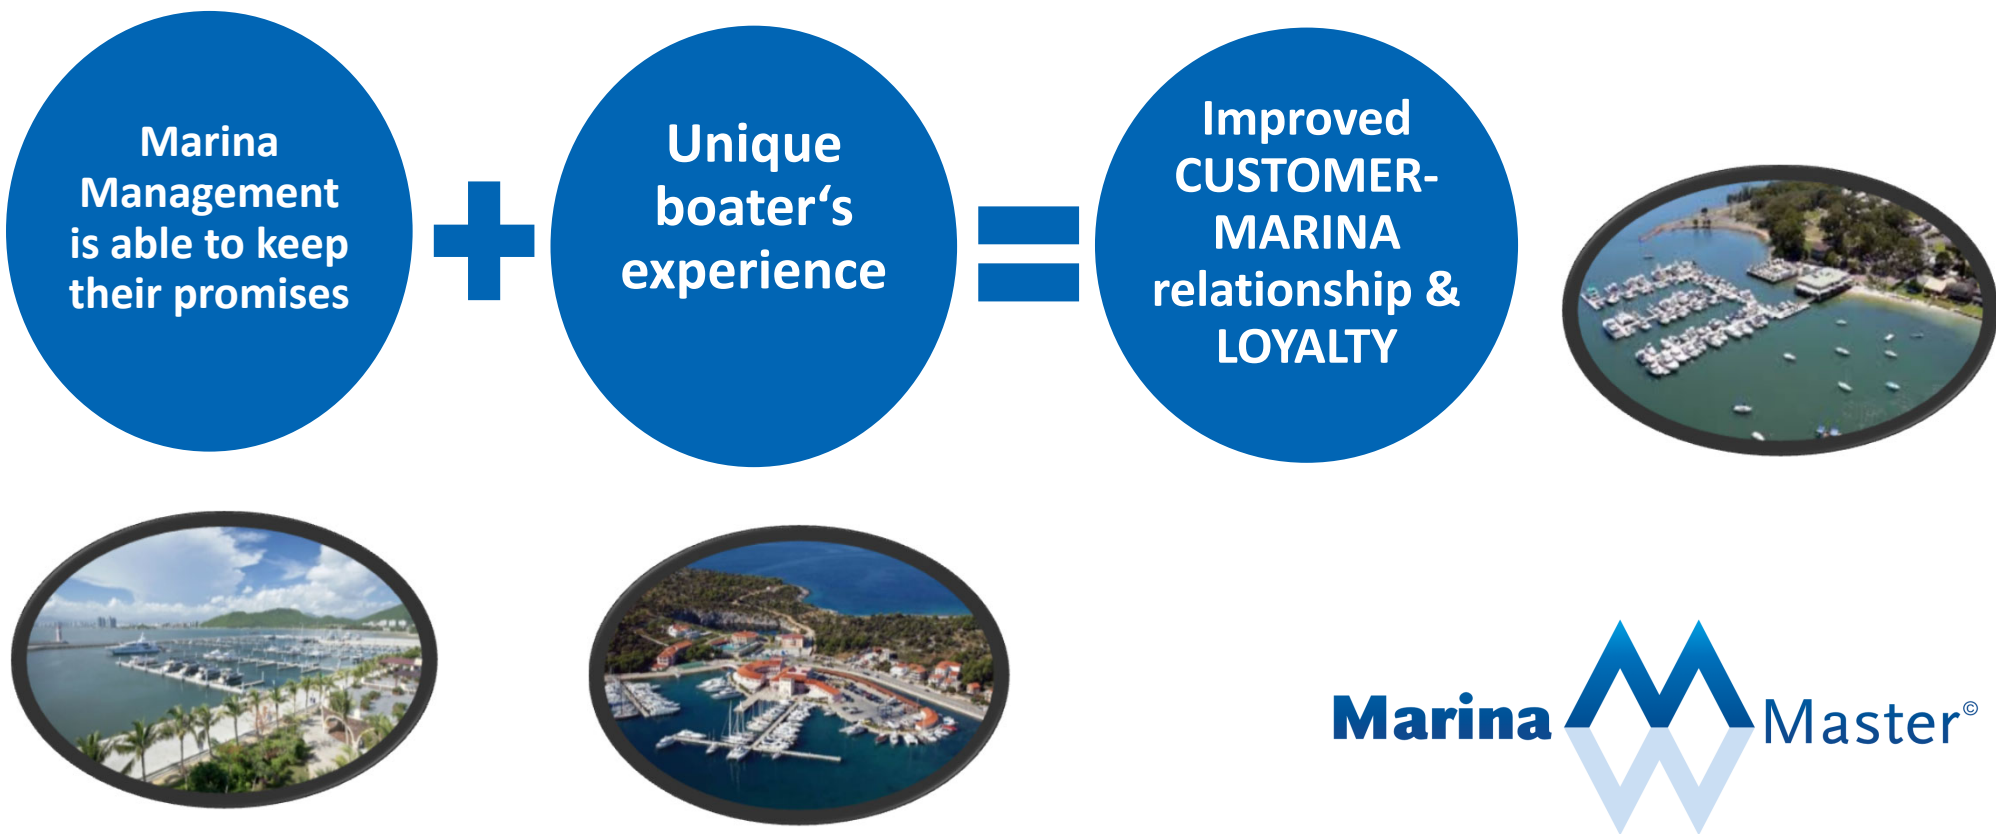 Marina
Management
is able to keep
their promises
Unique
boater‘s
experience
Improved
CUSTOMER-
MARINA
relationship &
LOYALTY
Marina Master©